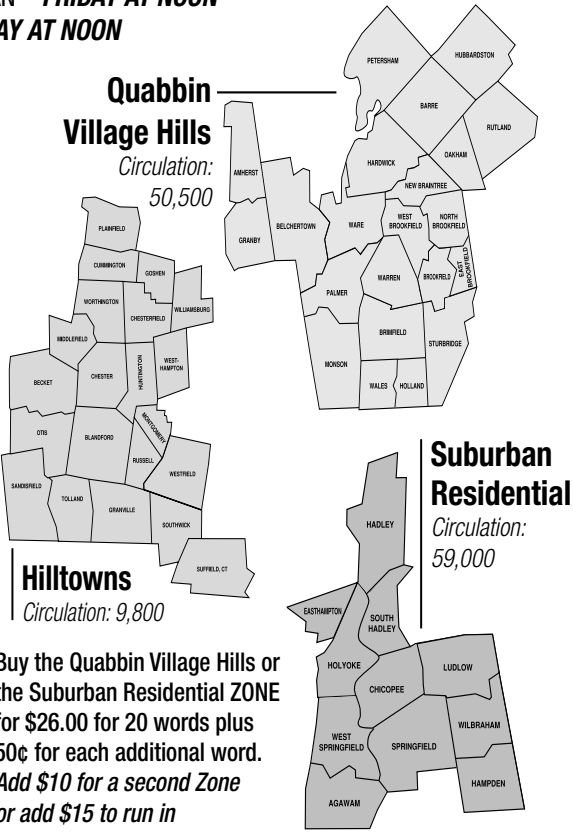 AN FRIDAY AT NOON
AY AT NOON
Quabbin
Village Hills
Circulation:
50,500
PETERSHAM
HUBBARDSTON
BARRE
RUTLAND
HARDWICK
OAKHAM
NEW BRAINTREE
AMHERST
BELCHERTOWN
GRANBY
WARE
WEST
BROOKFIELD
NORTH
BROOKFIELD
EAST
BROOKFIELD
BROOKFIELD
WARREN
PALMER
BRIMFIELD
STURBRIDGE
MONSON
WALES
HOLLAND
PLAINFIELD
CUMMINGTON
GOSHEN
WORTHINGTON
CHESTERFIELD
WILLIAMSBURG
MIDDLEFIELD
BECKET
CHESTER
HUNTINGTON
WEST-
HAMPTON
OTIS
BLANDFORD
MONTGOMERY
RUSSELL
WESTFIELD
SANDISFIELD
TOLLAND
GRANVILLE
SOUTHWICK
SUFFIELD, CT
Hilltowns
Circulation: 9,800
Suburban
Residential
Circulation:
59,000
HADLEY
EASTHAMPTON
SOUTH
HADLEY
HOLYOKE
CHICOPEE
LUDLOW
WEST
SPRINGFIELD
SPRINGFIELD
WILBRAHAM
AGAWAM
HAMPDEN
Buy the Quabbin Village Hills or
the Suburban Residential ZONE
for $26.00 for 20 words plus
50¢ for each additional word.
Add $10 for a second Zone
or add $15 to run in